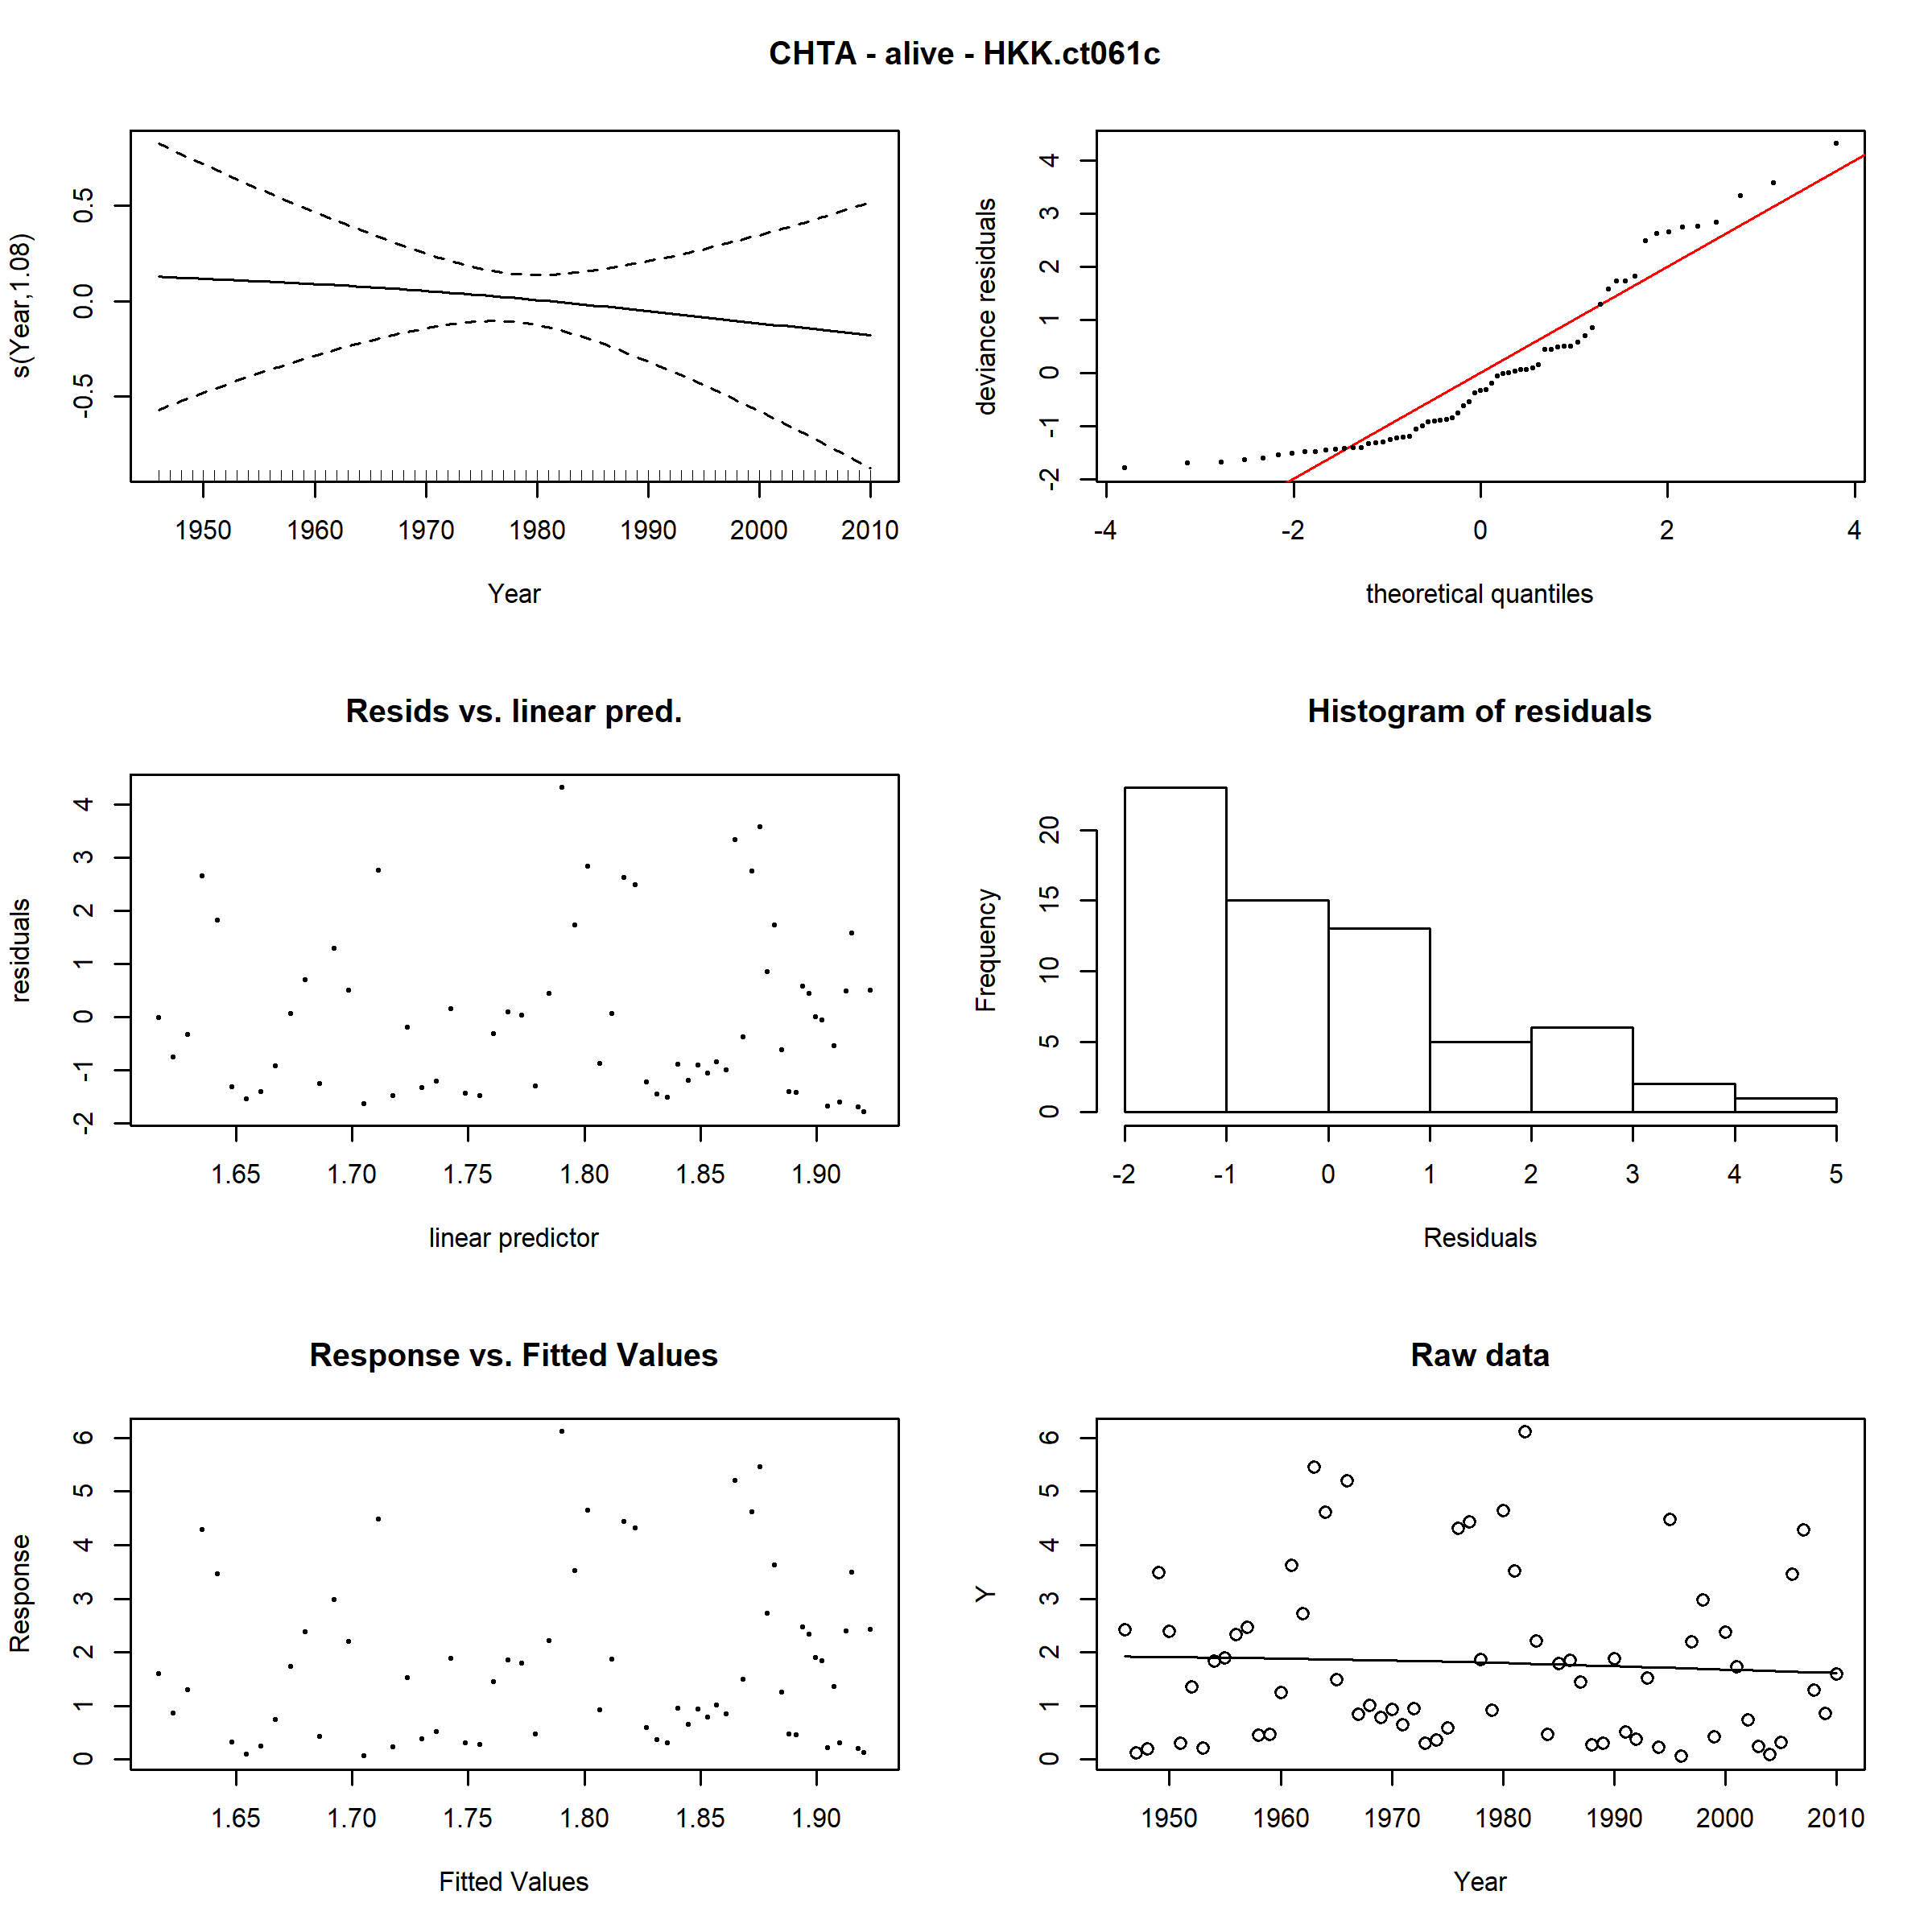 CHTA - alive - HKK.ct061c
s(Year,1.08)
0.5
0.0
-0.5
1950 1960 1970 1980 1990 2000 2010
Year
deviance residuals
4
3
2
1
0
-1
-2
-4 -2 0 2 4
theoretical quantiles
Resids vs. linear pred.
residuals
4
3
2
1
0
-1
-2
1.65 1.70 1.75 1.80 1.85 1.90
linear predictor
Histogram of residuals
Frequency
20
15
10
5
0
-2 -1 0 1 2 3 4 5
Residuals
Response vs. Fitted Values
Response
6
5
4
3
2
1
0
1.65 1.70 1.75 1.80 1.85 1.90
Fitted Values
Raw data
Y
6
5
4
3
2
1
0
1950 1960 1970 1980 1990 2000 2010
Year